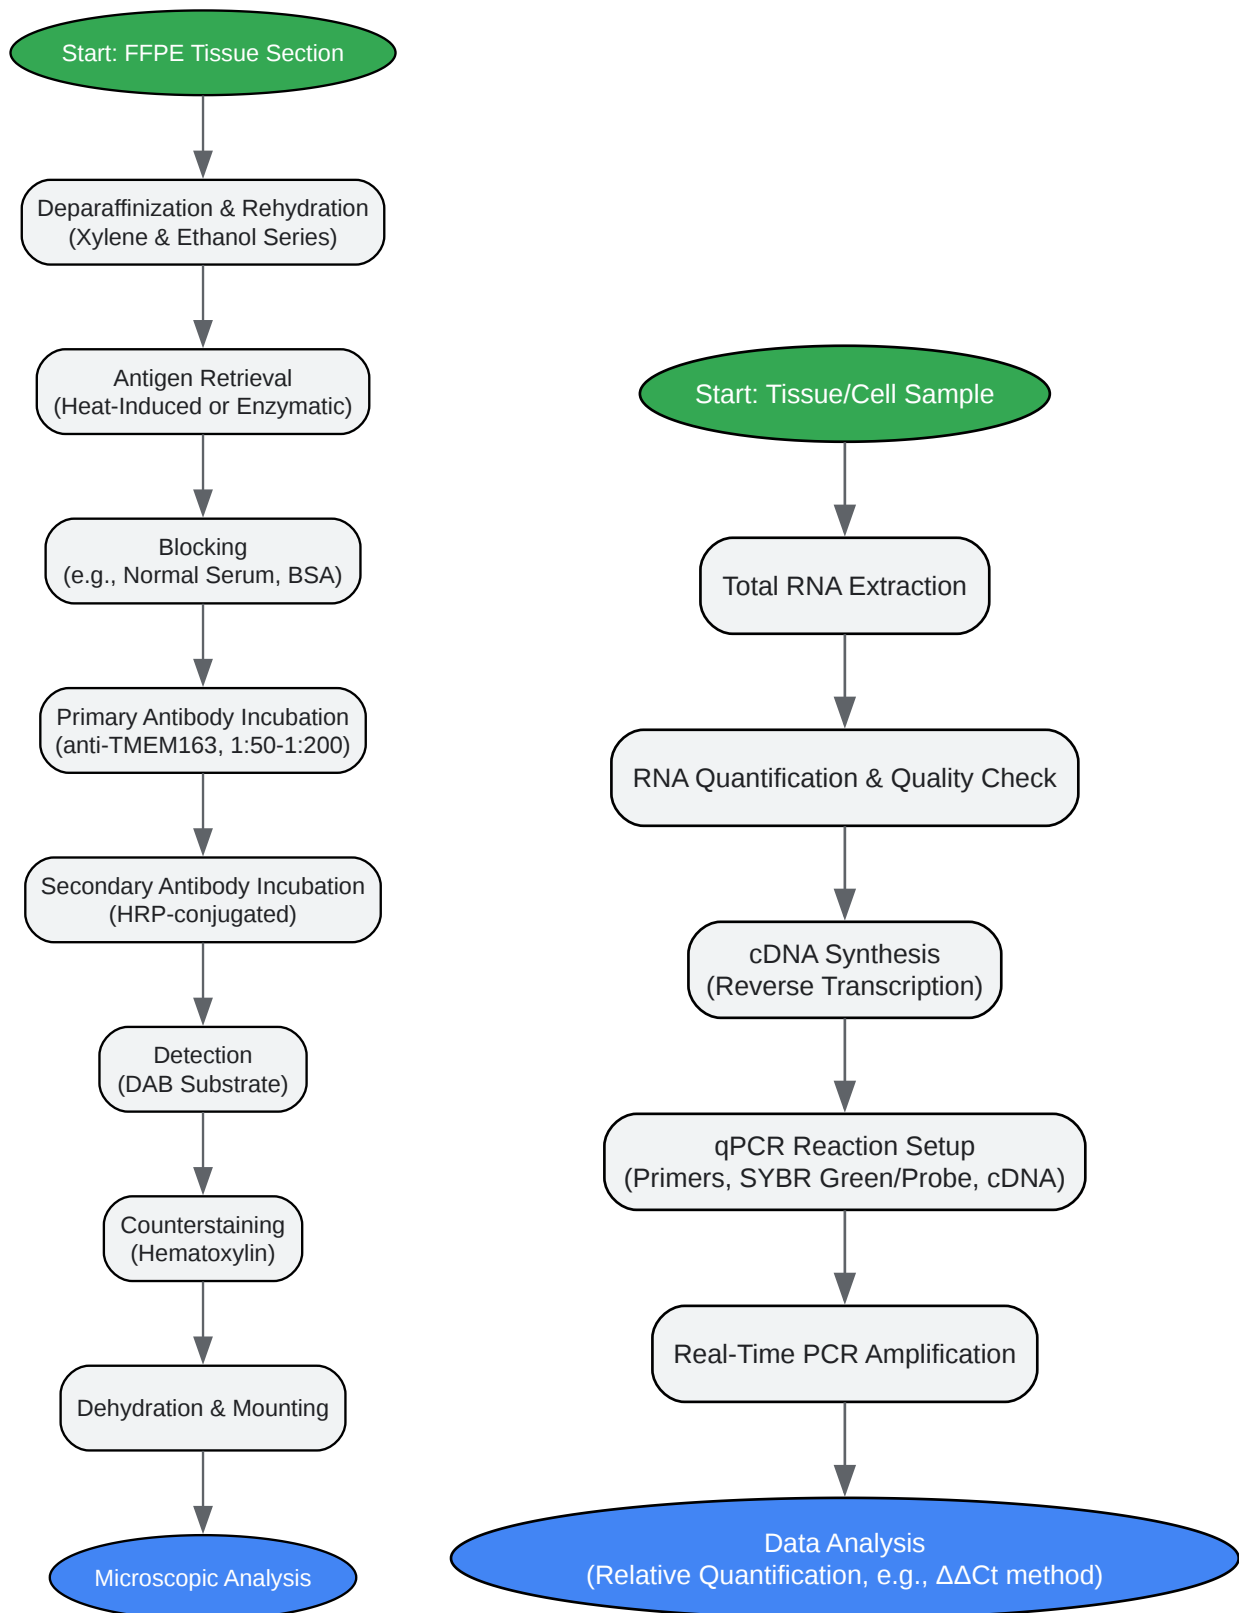 Start: FFPE Tissue Section
Deparaffinization & Rehydration
(Xylene & Ethanol Series)
Antigen Retrieval
(Heat-Induced or Enzymatic)
Blocking
(e.g., Normal Serum, BSA)
Primary Antibody Incubation
(anti-TMEM163, 1:50-1:200)
Secondary Antibody Incubation
(HRP-conjugated)
Detection
(DAB Substrate)
Counterstaining
(Hematoxylin)
Dehydration & Mounting
Microscopic Analysis
Start: Tissue/Cell Sample
Total RNA Extraction
RNA Quantification & Quality Check
cDNA Synthesis
(Reverse Transcription)
qPCR Reaction Setup
(Primers, SYBR Green/Probe, cDNA)
Real-Time PCR Amplification
Data Analysis
(Relative Quantification, e.g., ΔΔCt method)